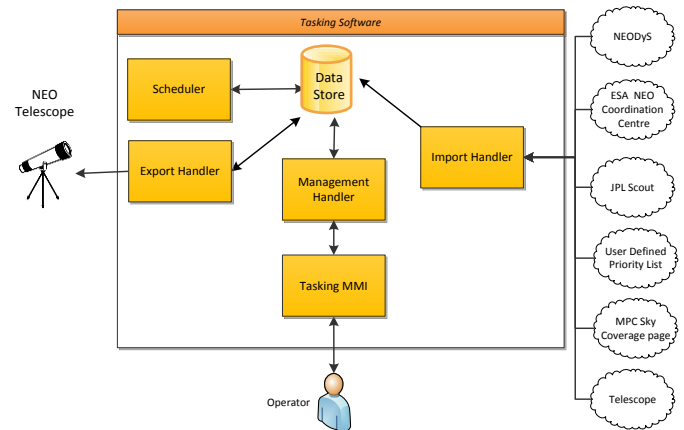 Tasking Software
NEO
Telescope
Scheduler
Data
Store
Export Handler
Management
Handler
Import Handler
Tasking MMI
Operator
NEODyS
ESA NEO
Coordination
Centre
JPL Scout
User Defined
Priority List
MPC Sky
Coverage page
Telescope